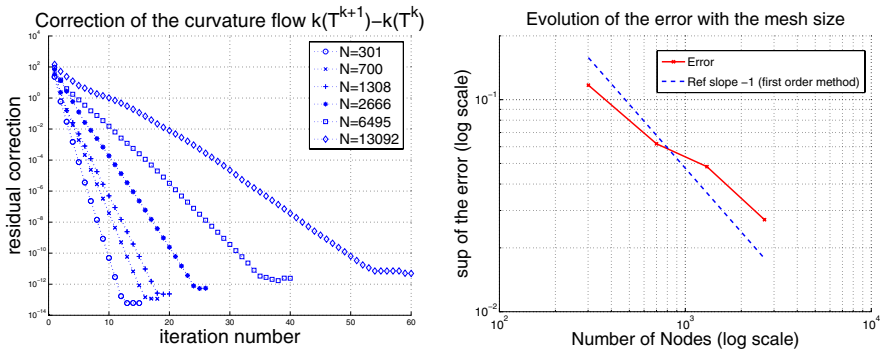 Correction of the curvature flow k(T^{k+1})−k(T^k)
10^4
10^2
10^0
10^{-2}
10^{-4}
10^{-6}
10^{-8}
10^{-10}
10^{-12}
10^{-14}
residual correction
0
10
20
30
40
50
60
iteration number
N=301
N=700
N=1308
N=2666
N=6495
N=13092
Evolution of the error with the mesh size
Error
Ref slope −1 (first order method)
10^{-1}
10^{-2}
sup of the error (log scale)
10^2
10^3
10^4
Number of Nodes (log scale)